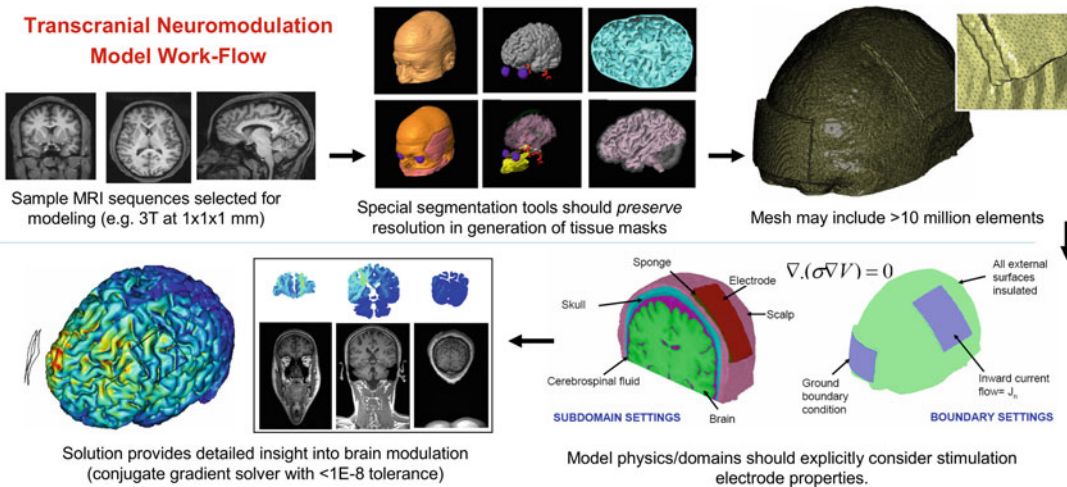 Transcranial Neuromodulation
Model Work-Flow
Sample MRI sequences selected for
modeling (e.g. 3T at 1x1x1 mm)
Special segmentation tools should preserve
resolution in generation of tissue masks
Mesh may include >10 million elements
Solution provides detailed insight into brain modulation
(conjugate gradient solver with <1E-8 tolerance)
Sponge
Electrode
Skull
Scalp
Cerebrospinal fluid
Brain
SUBDOMAIN SETTINGS
∇.(σ∇V) = 0
All external
surfaces
insulated
Ground
boundary
condition
Inward current
flow= Jn
BOUNDARY SETTINGS
Model physics/domains should explicitly consider stimulation
electrode properties.